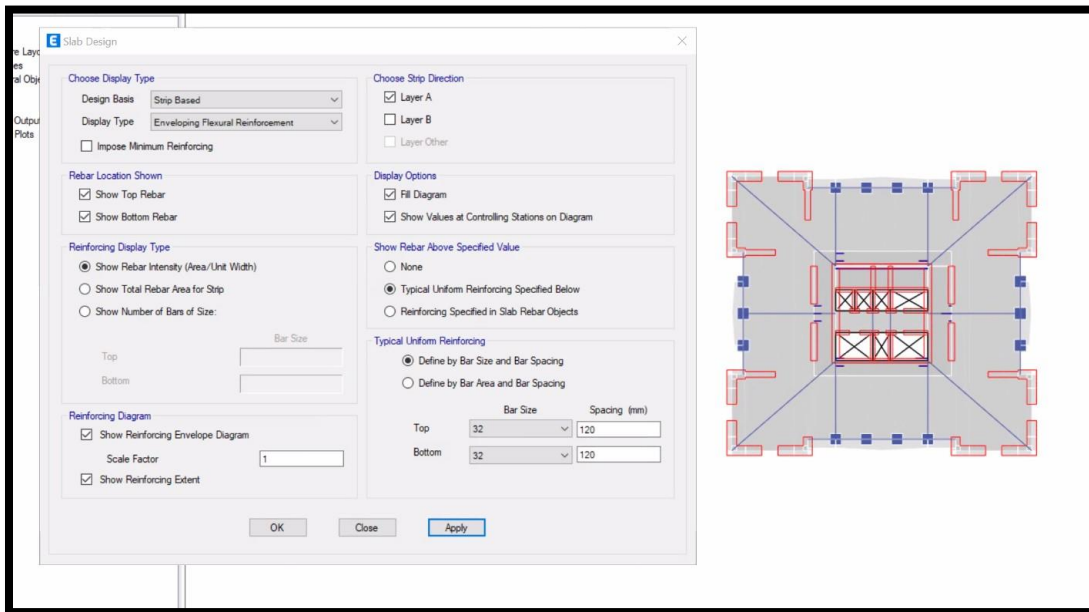 Slab Design
Choose Display Type
Design Basis Strip Based
Display Type Enveloping Flexural Reinforcement
Impose Minimum Reinforcing
Rebar Location Shown
Show Top Rebar
Show Bottom Rebar
Reinforcing Display Type
Show Rebar Intensity (Area/Unit Width)
Show Total Rebar Area for Strip
Show Number of Bars of Size:
Bar Size
Top
Bottom
Reinforcing Diagram
Show Reinforcing Envelope Diagram
Scale Factor 1
Show Reinforcing Extent
Choose Strip Direction
Layer A
Layer B
Layer Other
Display Options
Fill Diagram
Show Values at Controlling Stations on Diagram
Show Rebar Above Specified Value
None
Typical Uniform Reinforcing Specified Below
Reinforcing Specified in Slab Rebar Objects
Typical Uniform Reinforcing
Define by Bar Size and Bar Spacing
Define by Bar Area and Bar Spacing
Bar Size Spacing (mm)
Top 32 120
Bottom 32 120
OK Close Apply
Plots